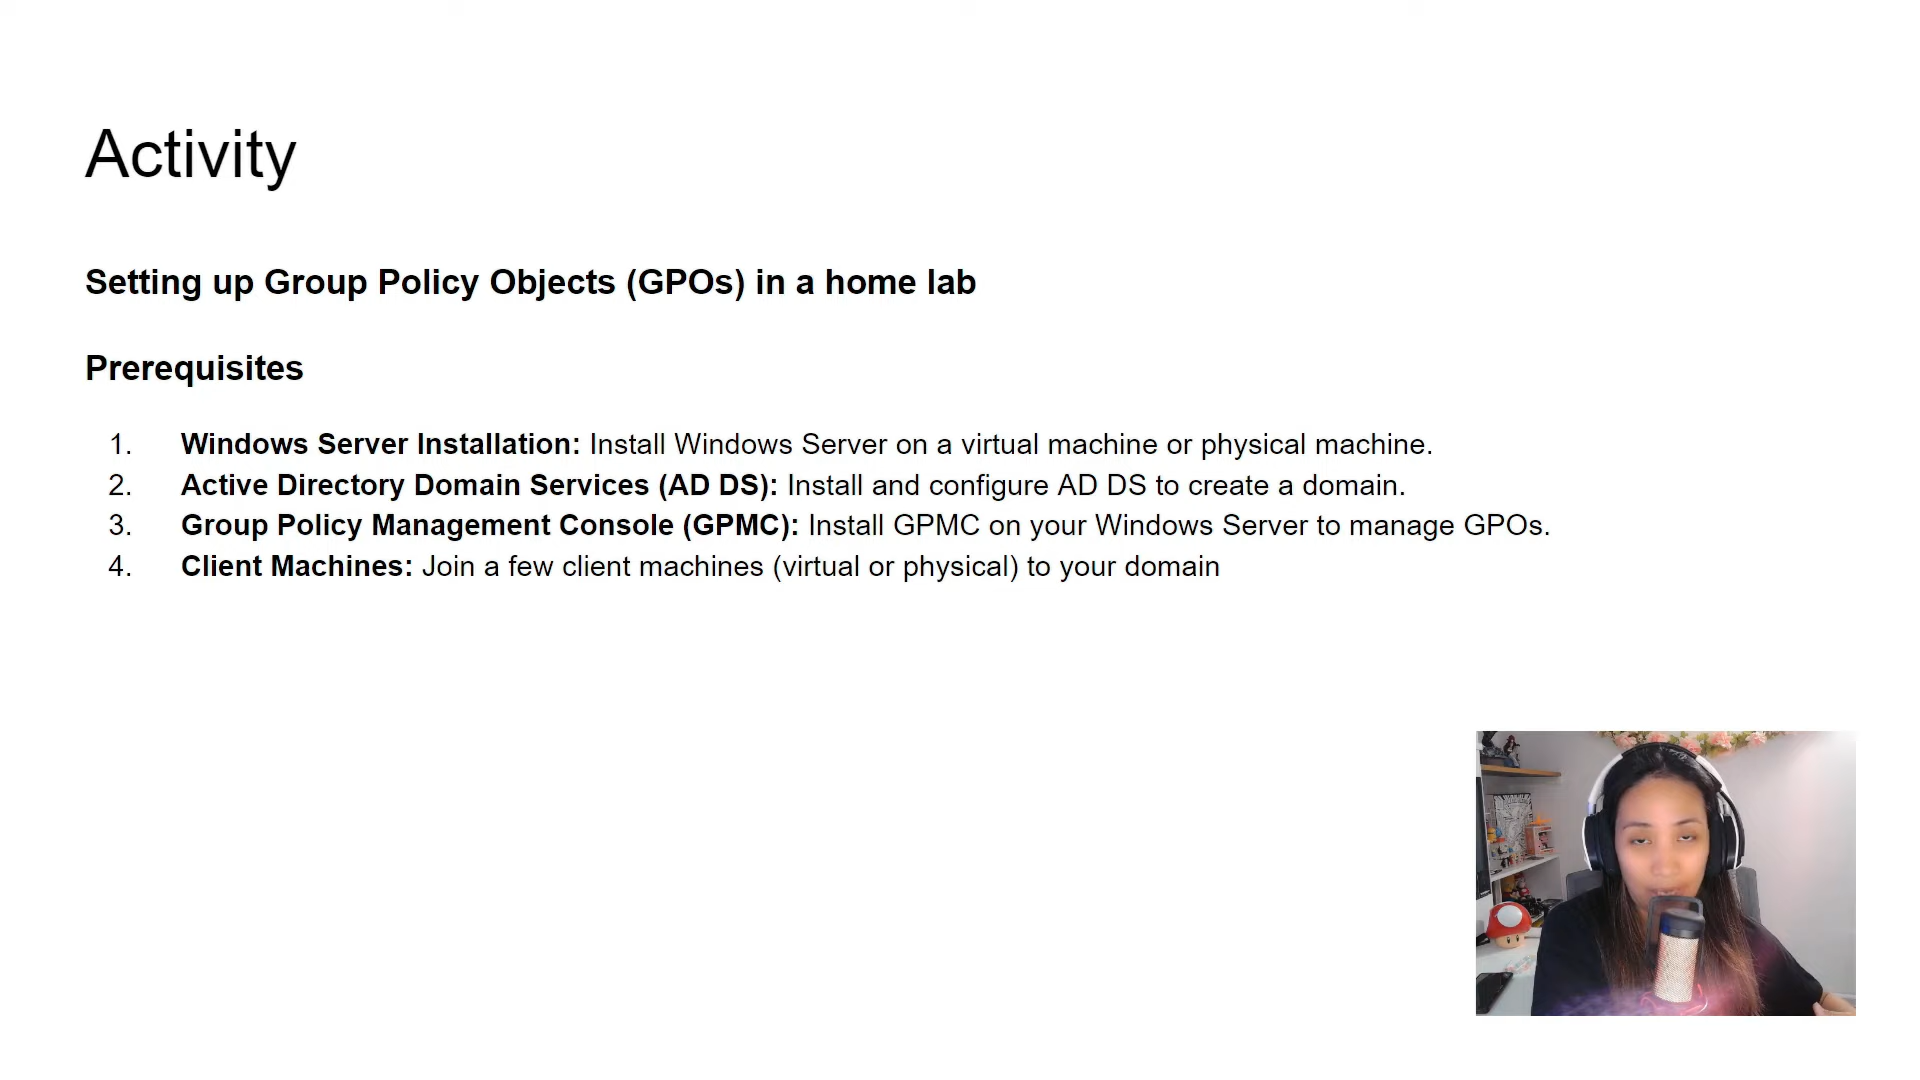 Activity
Setting up Group Policy Objects (GPOs) in a home lab
Prerequisites
1. Windows Server Installation: Install Windows Server on a virtual machine or physical machine.
2. Active Directory Domain Services (AD DS): Install and configure AD DS to create a domain.
3. Group Policy Management Console (GPMC): Install GPMC on your Windows Server to manage GPOs.
4. Client Machines: Join a few client machines (virtual or physical) to your domain